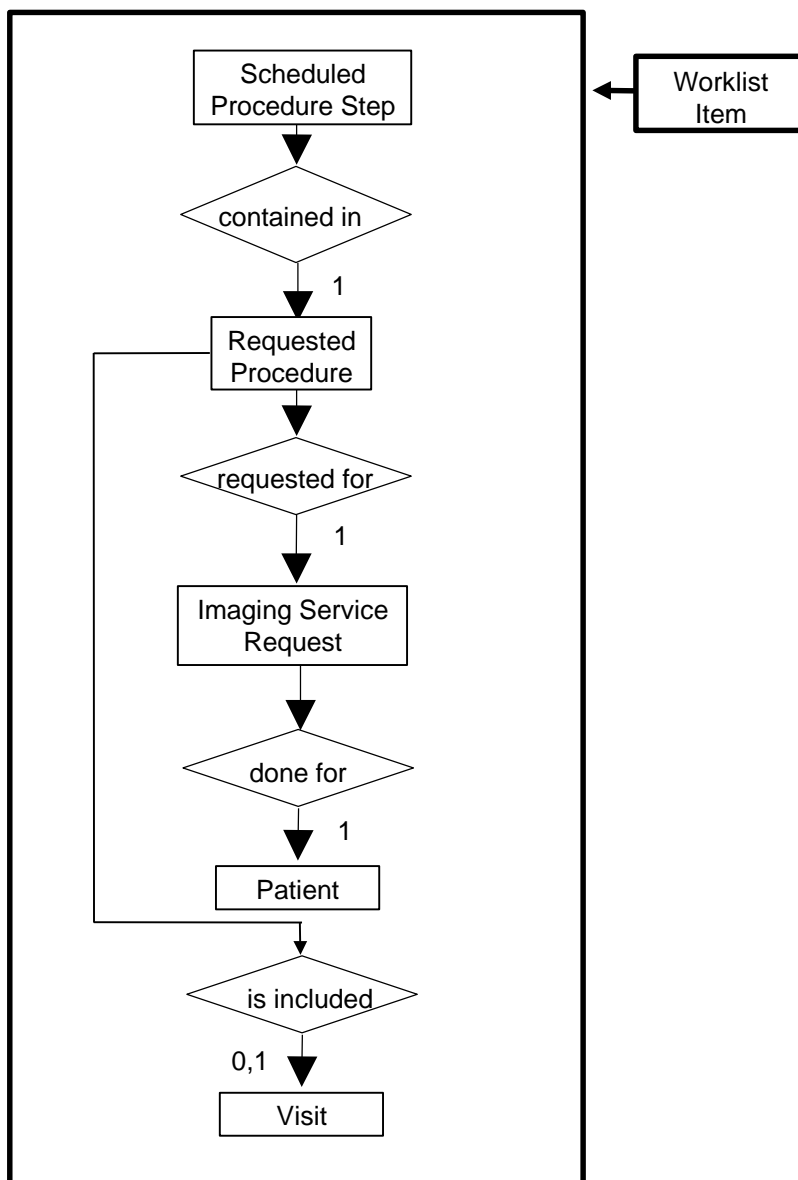 Scheduled
Procedure Step
Worklist
Item
contained in
1
Requested
Procedure
requested for
1
Imaging Service
Request
done for
1
Patient
is included
0,1
Visit